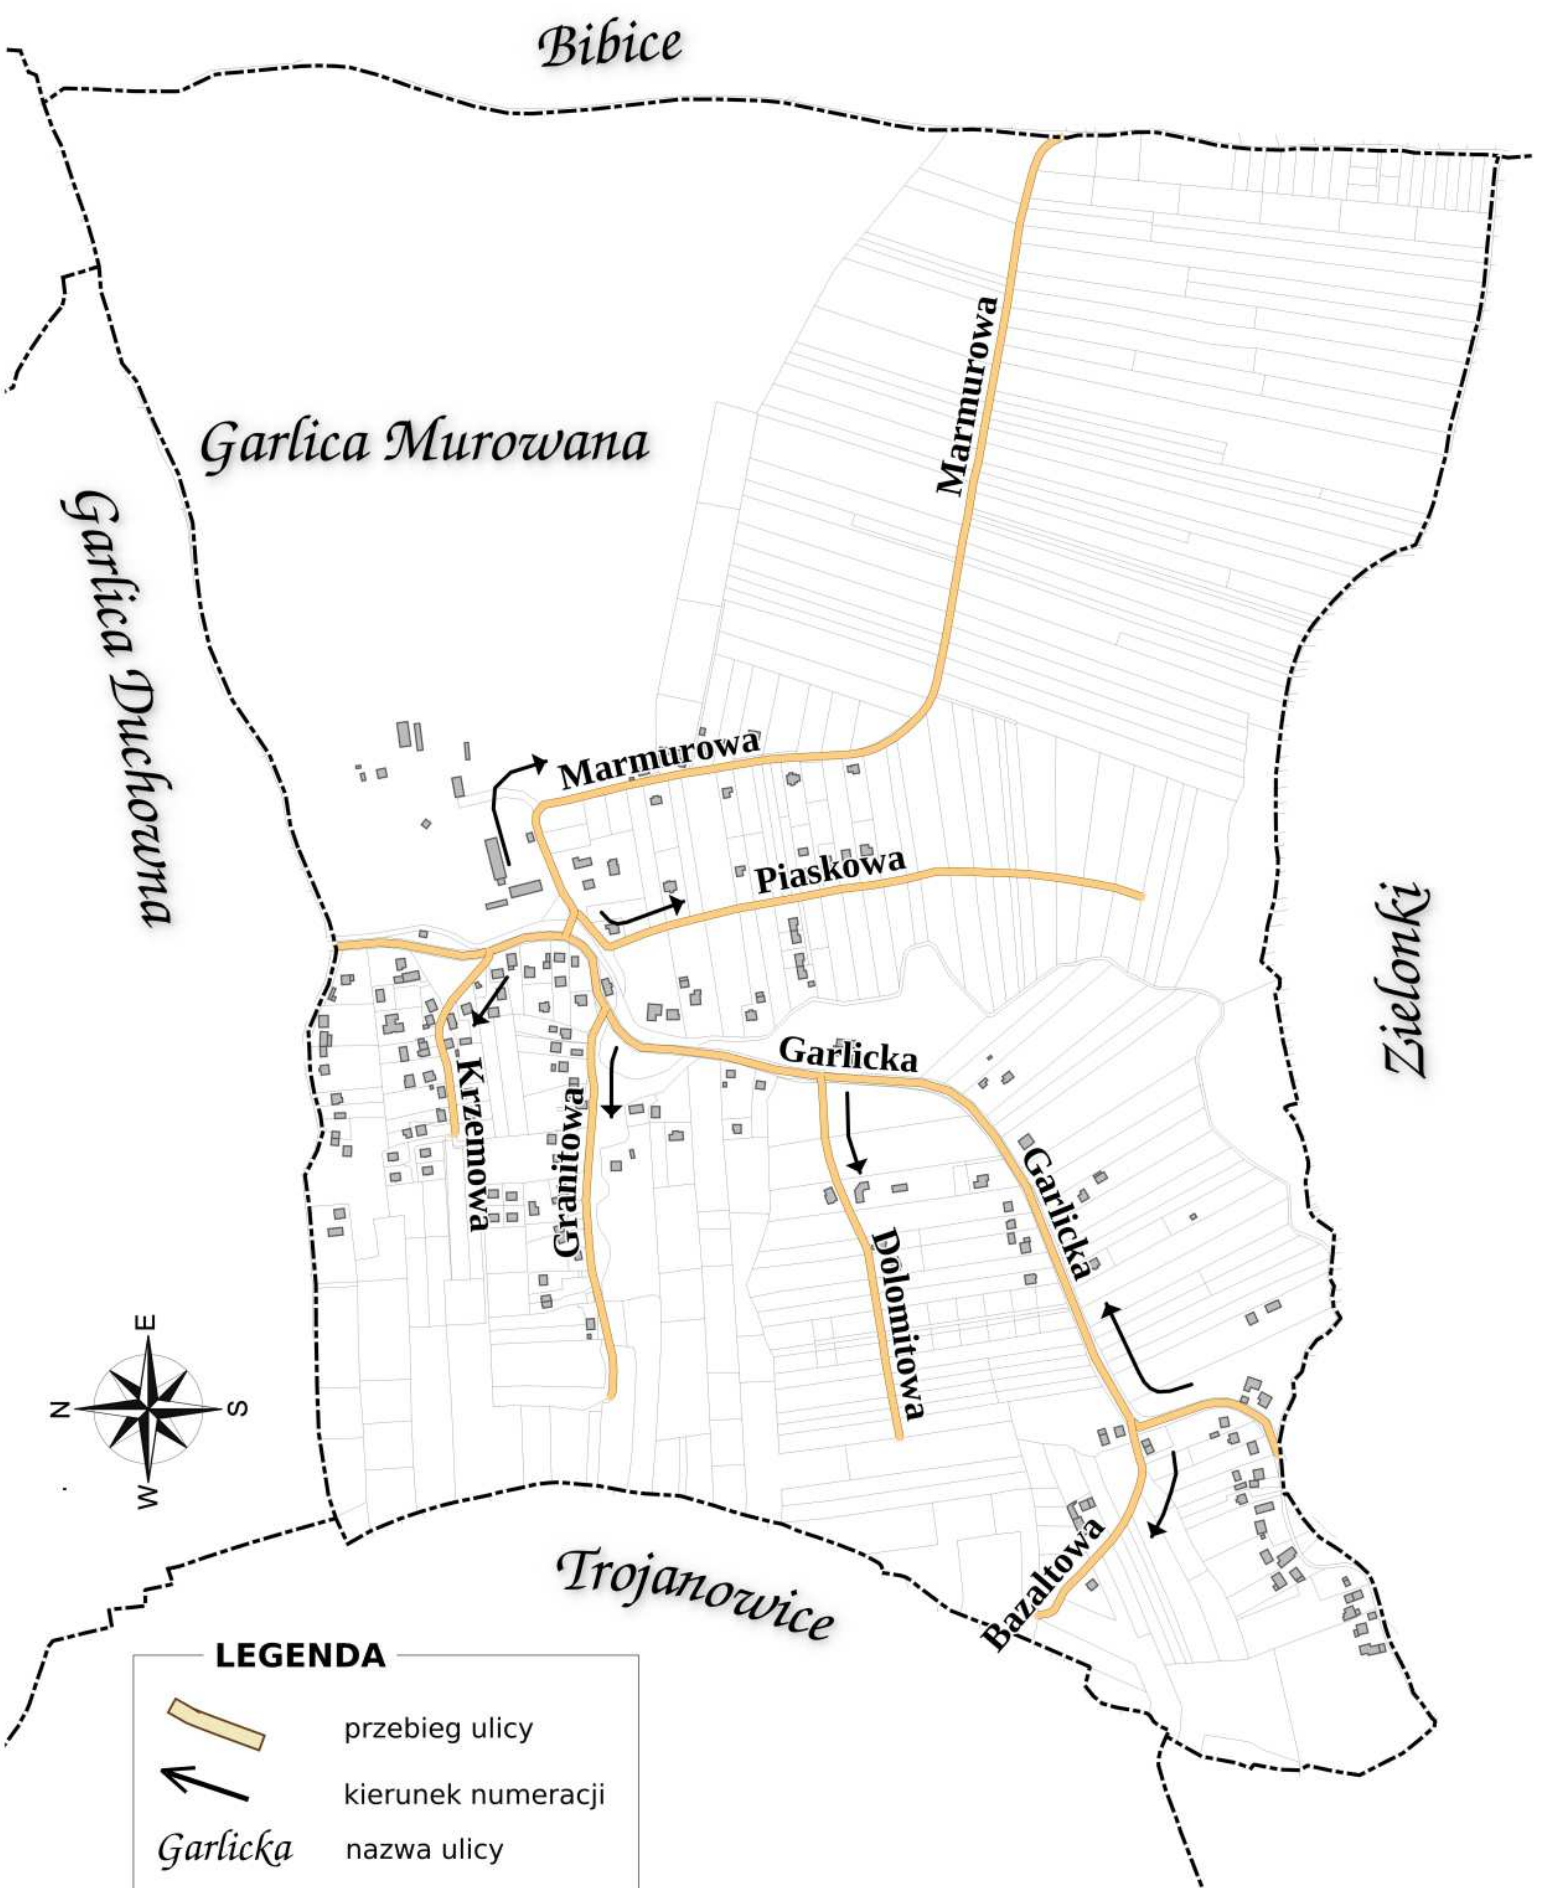 Bibice
Marmurowa
Garlica Murowana
Garlica Duchowna
Marmurowa
Piaskowa
Zielonki
Garlicka
Krzemowa
Granitowa
Garlicka
Dolomitowa
E
N
S
W
Bazaltowa
Trojanowice
LEGENDA
przebieg ulicy
kierunek numeracji
Garlicka nazwa ulicy